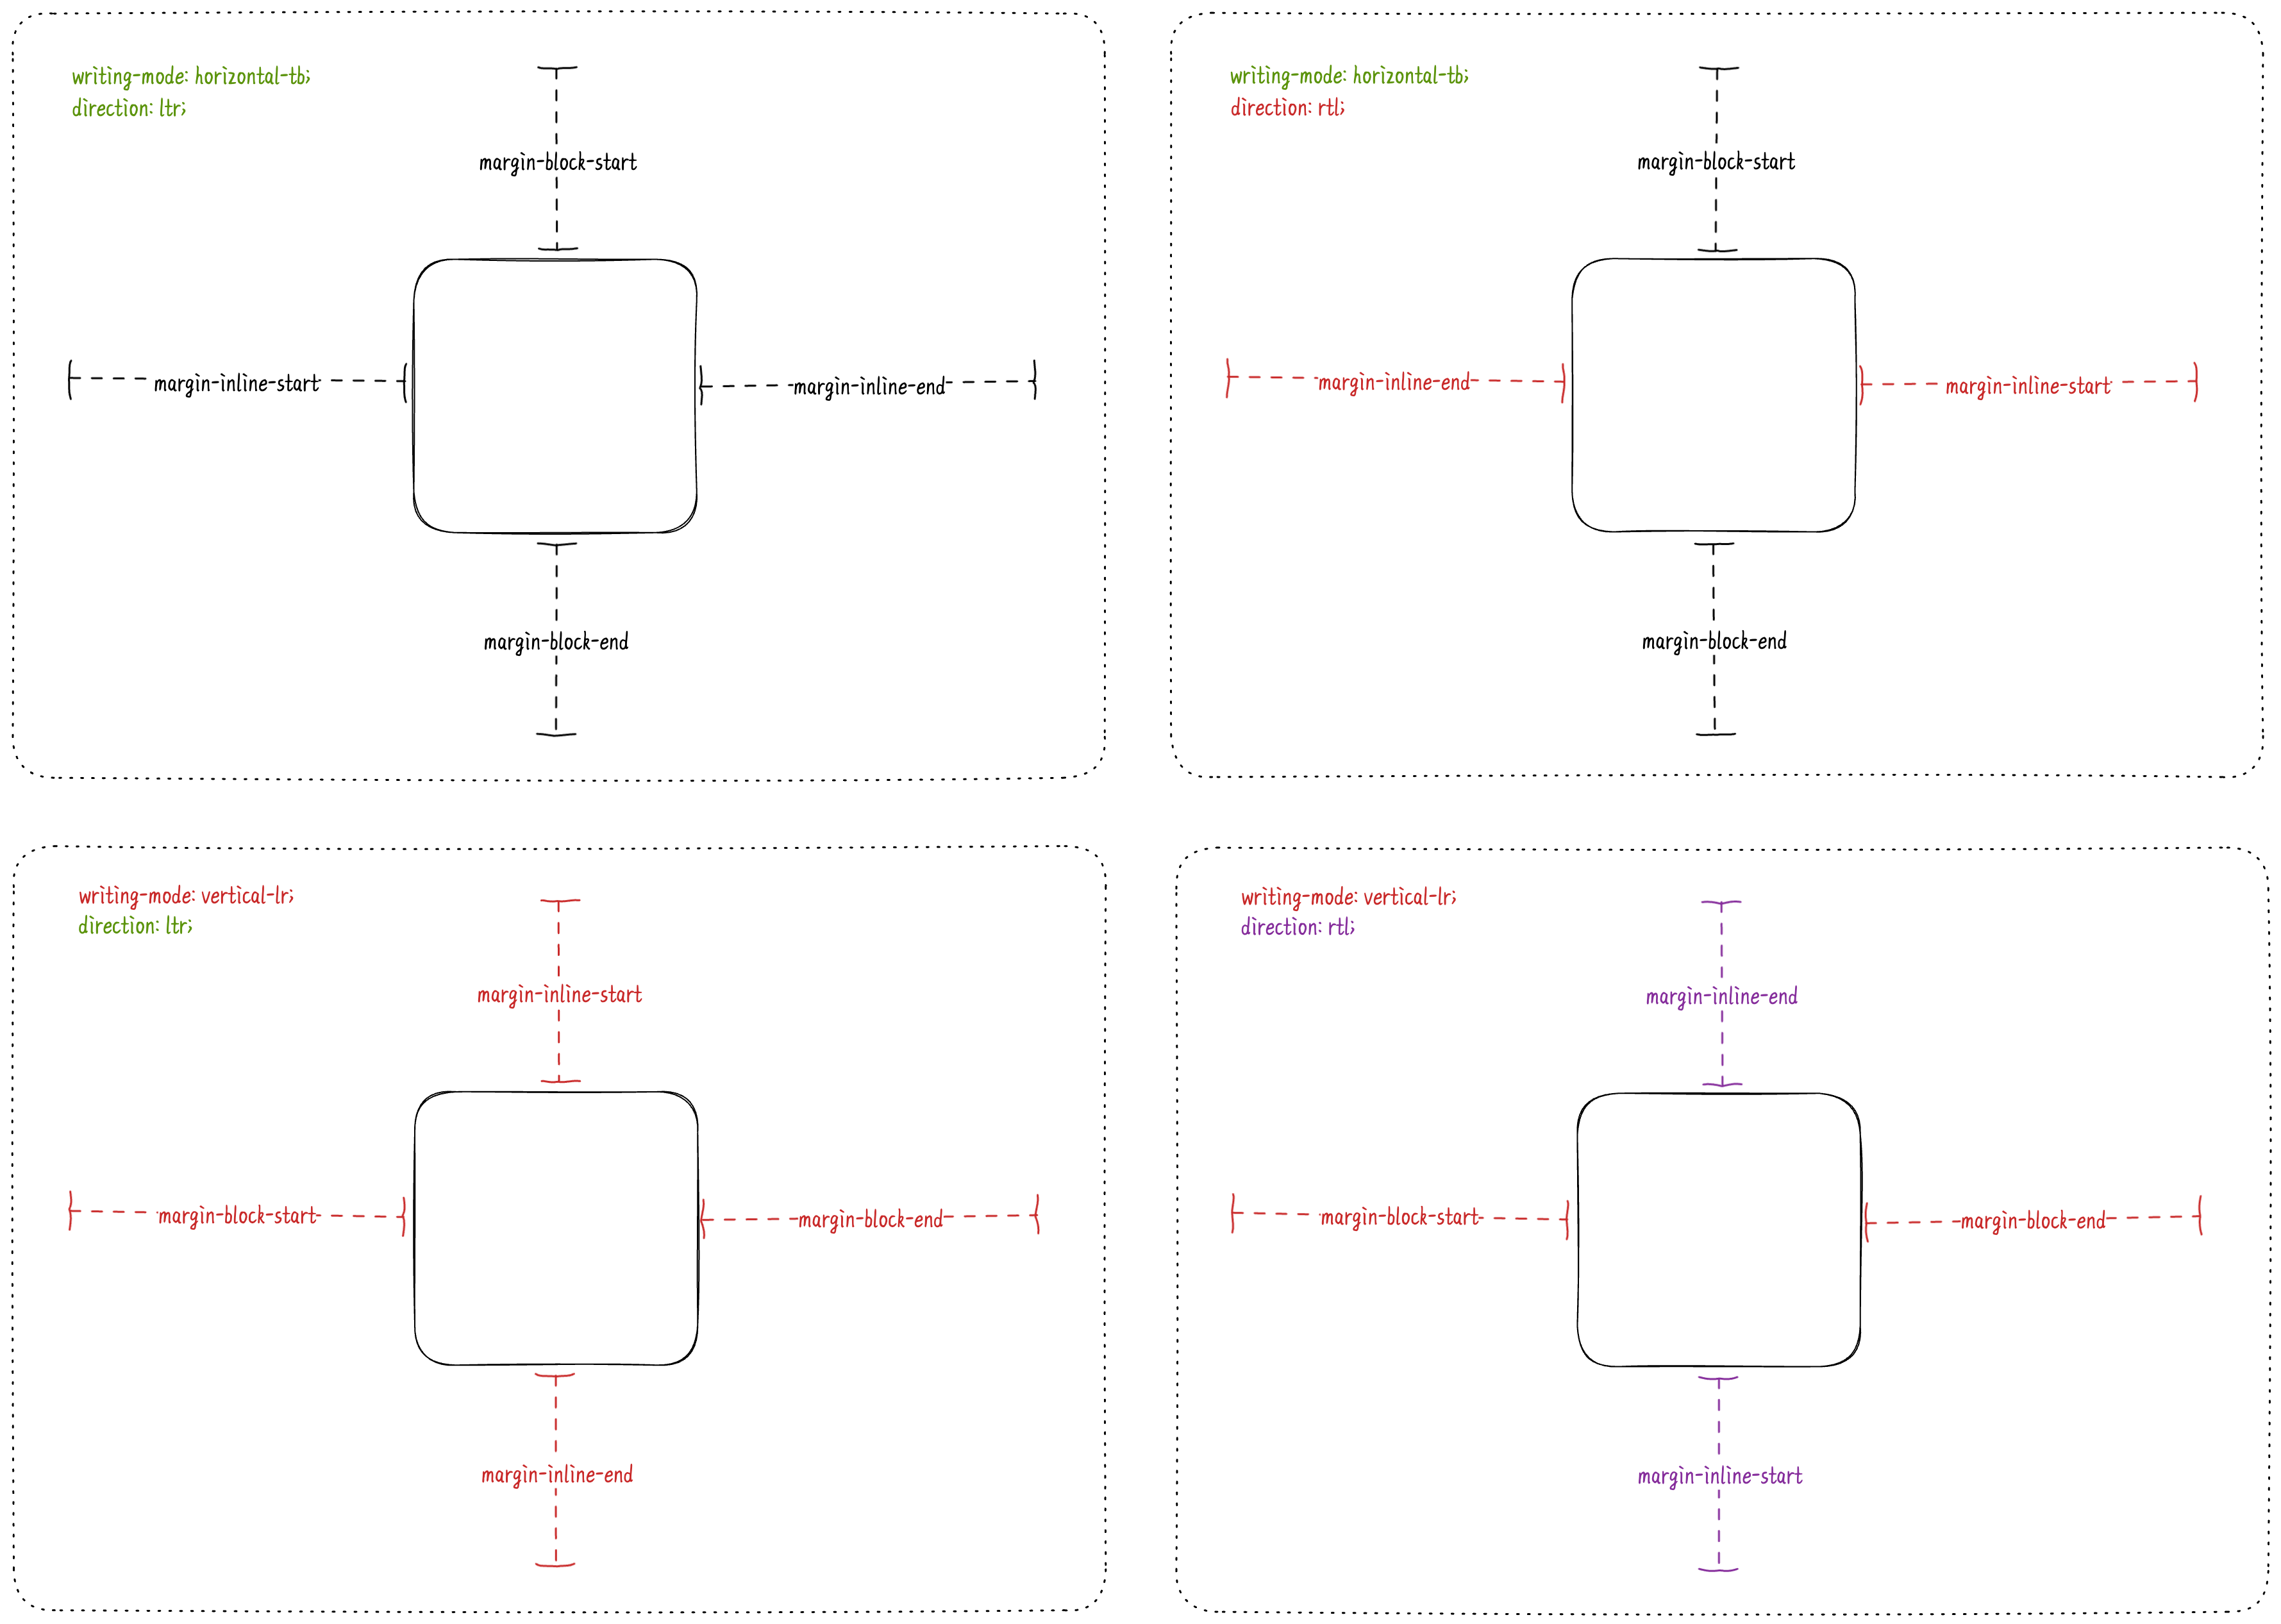 writing-mode: horizontal-tb;
direction: ltr;
margin-block-start
margin-inline-start
margin-inline-end
margin-block-end
writing-mode: horizontal-tb;
direction: rtl;
margin-block-start
margin-inline-end
margin-inline-start
margin-block-end
writing-mode: vertical-lr;
direction: ltr;
margin-inline-start
margin-block-start
margin-block-end
margin-inline-end
writing-mode: vertical-lr;
direction: rtl;
margin-inline-end
margin-block-start
margin-block-end
margin-inline-start